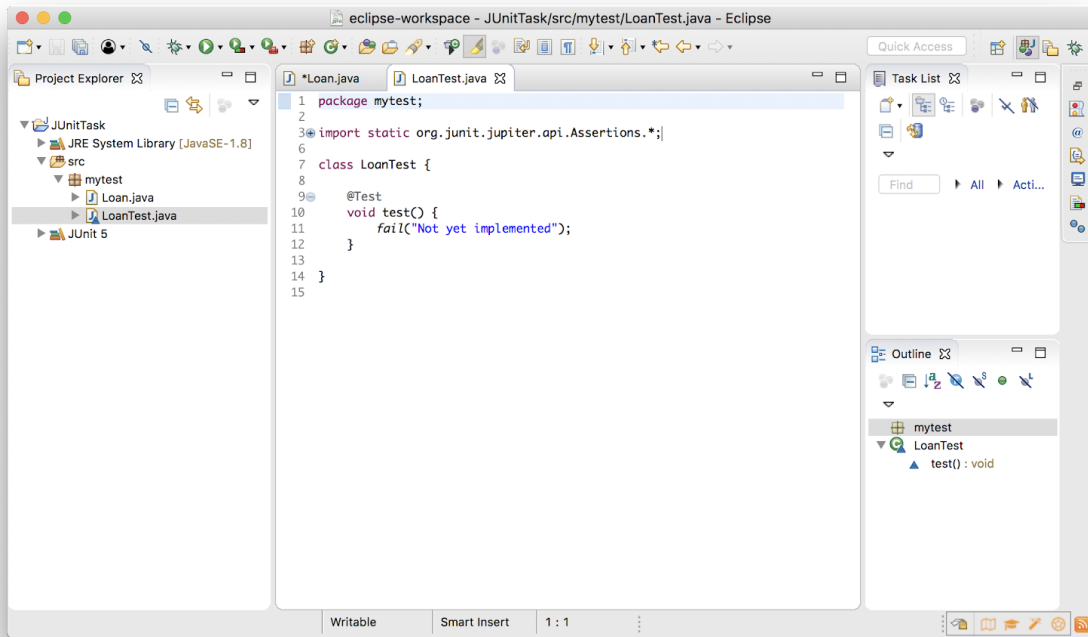 eclipse-workspace - JUnitTask/src/mytest/LoanTest.java - Eclipse
Quick Access
Project Explorer
JUnitTask
JRE System Library [JavaSE-1.8]
src
mytest
Loan.java
LoanTest.java
JUnit 5
*Loan.java
LoanTest.java
1 package mytest;
2
3 import static org.junit.jupiter.api.Assertions.*;
6
7 class LoanTest {
8
9 @Test
10 void test() {
11 fail("Not yet implemented");
12 }
13
14 }
15
Task List
Find All Acti...
Outline
mytest
LoanTest
test() : void
Writable Smart Insert 1 : 1